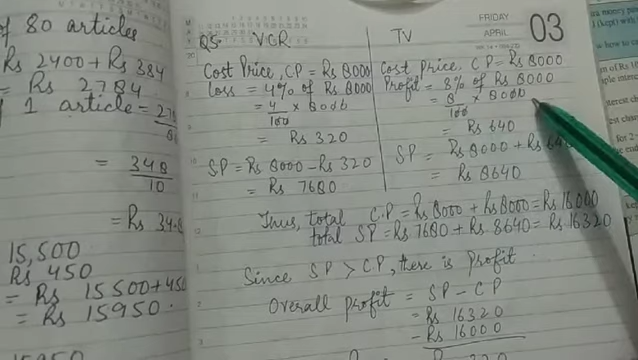 of 80 articles
Rs 2400 + Rs 384
= Rs 2784
1 article =
= 348
10
= Rs 34.8
15,500
Rs 450
= Rs 15500 + 450
= Rs 15950.
FRIDAY
APRIL
03
Q5. VCR
Cost Price, CP = Rs 8000
Loss = 4% of Rs 8000
= 4 × 8000
100
= Rs 320
SP = Rs 8000 - Rs 320
= Rs 7680
TV
Cost Price, CP = Rs 8000
Profit = 8% of Rs 8000
= 8 × 8000
100
= Rs 640
SP = Rs 8000 + Rs 640
= Rs 8640
Thus, total C.P = Rs 8000 + Rs 8000 = Rs 16000
total SP = Rs 7680 + Rs 8640 = Rs 16320
Since SP > CP, there is profit.
Overall profit = SP - CP
= Rs 16320
- Rs 16000